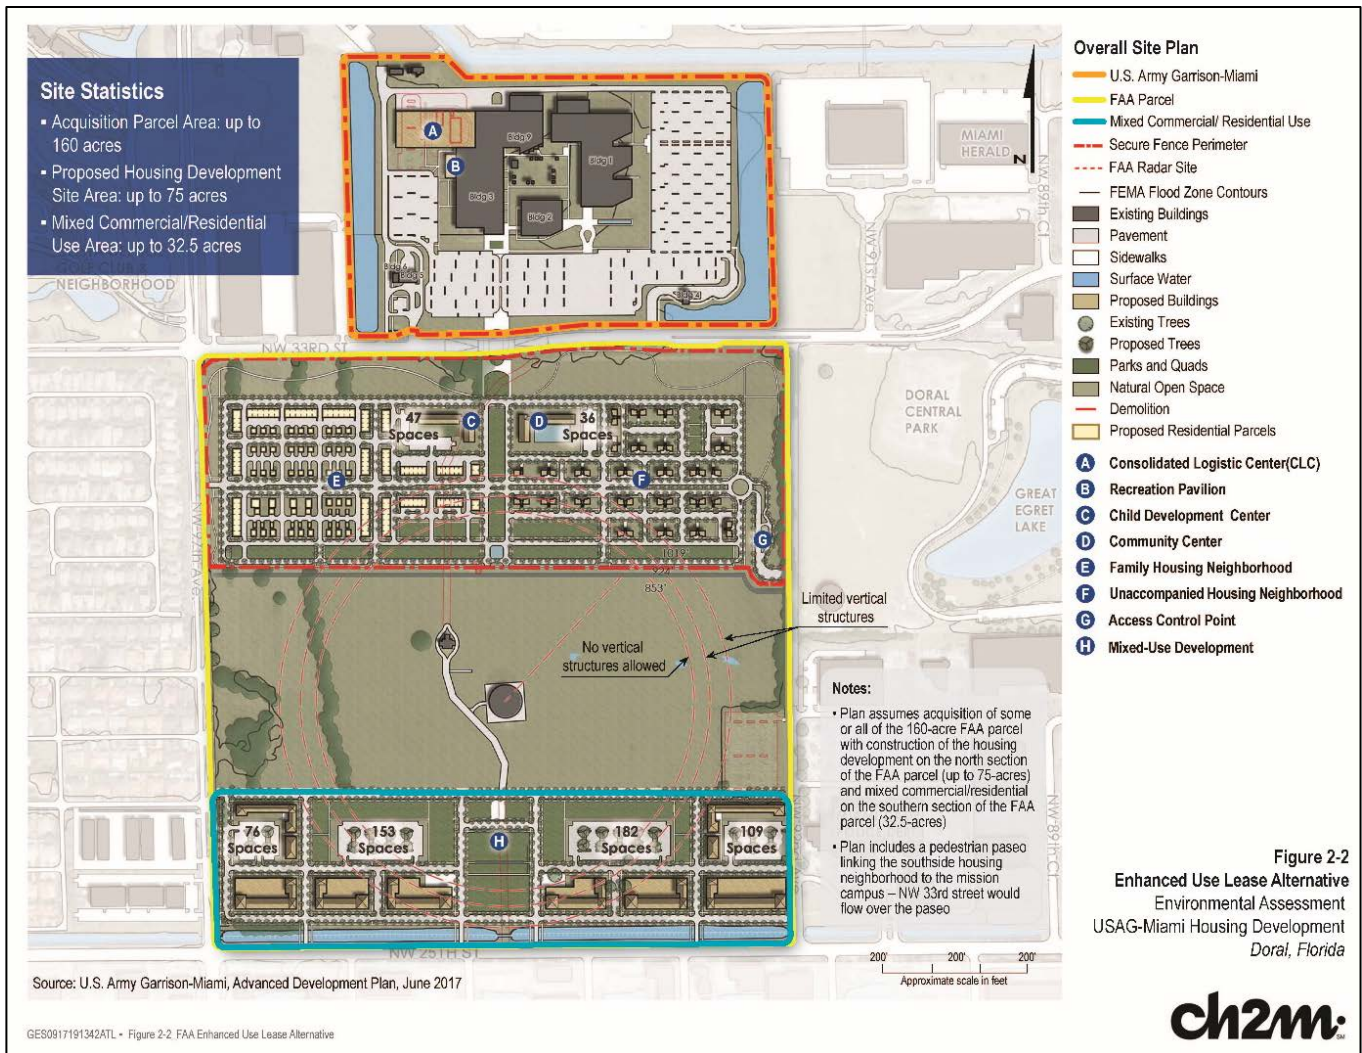 Site Statistics
▪ Acquisition Parcel Area: up to
160 acres
▪ Proposed Housing Development
Site Area: up to 75 acres
▪ Mixed Commercial/Residential
Use Area: up to 32.5 acres
NEIGHBORHOOD
A
B
Bldg 9
Bldg 1
Bldg 3
Bldg 2
Bldg 6
Bldg 5
Bldg 4
MIAMI
HERALD
N
NW 89th Ct
NW 91st Ave
NW 33RD ST
47
Spaces
C
D
36
Spaces
E
F
G
1019'
924'
853'
NW 97th AVE
DORAL
CENTRAL
PARK
GREAT
EGRET
LAKE
Limited vertical
structures
No vertical
structures allowed
76
Spaces
153
Spaces
H
182
Spaces
109
Spaces
NW 89th Ct
NW 25TH ST
Notes:
• Plan assumes acquisition of some
or all of the 160-acre FAA parcel
with construction of the housing
development on the north section
of the FAA parcel (up to 75-acres)
and mixed commercial/residential
on the southern section of the FAA
parcel (32.5-acres)
• Plan includes a pedestrian paseo
linking the southside housing
neighborhood to the mission
campus – NW 33rd street would
flow over the paseo
200' 200' 200'
Approximate scale in feet
Source: U.S. Army Garrison-Miami, Advanced Development Plan, June 2017
Overall Site Plan
U.S. Army Garrison-Miami
FAA Parcel
Mixed Commercial/ Residential Use
Secure Fence Perimeter
FAA Radar Site
FEMA Flood Zone Contours
Existing Buildings
Pavement
Sidewalks
Surface Water
Proposed Buildings
Existing Trees
Proposed Trees
Parks and Quads
Natural Open Space
Demolition
Proposed Residential Parcels
A Consolidated Logistic Center(CLC)
B Recreation Pavilion
C Child Development Center
D Community Center
E Family Housing Neighborhood
F Unaccompanied Housing Neighborhood
G Access Control Point
H Mixed-Use Development
Figure 2-2
Enhanced Use Lease Alternative
Environmental Assessment
USAG-Miami Housing Development
Doral, Florida
ch2m:
SM
GES0917191342ATL • Figure 2-2 FAA Enhanced Use Lease Alternative